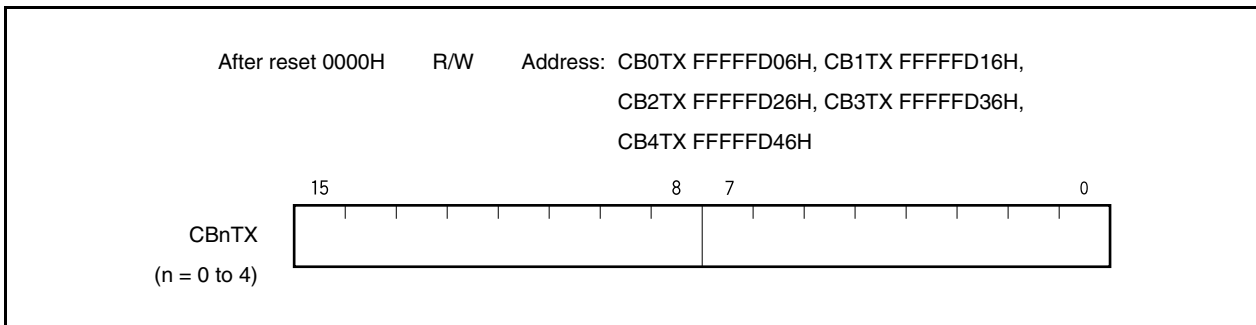 After reset 0000H R/W Address: CB0TX FFFFFD06H, CB1TX FFFFFD16H,
CB2TX FFFFFD26H, CB3TX FFFFFD36H,
CB4TX FFFFFD46H
15 8 7 0
CBnTX
(n = 0 to 4)